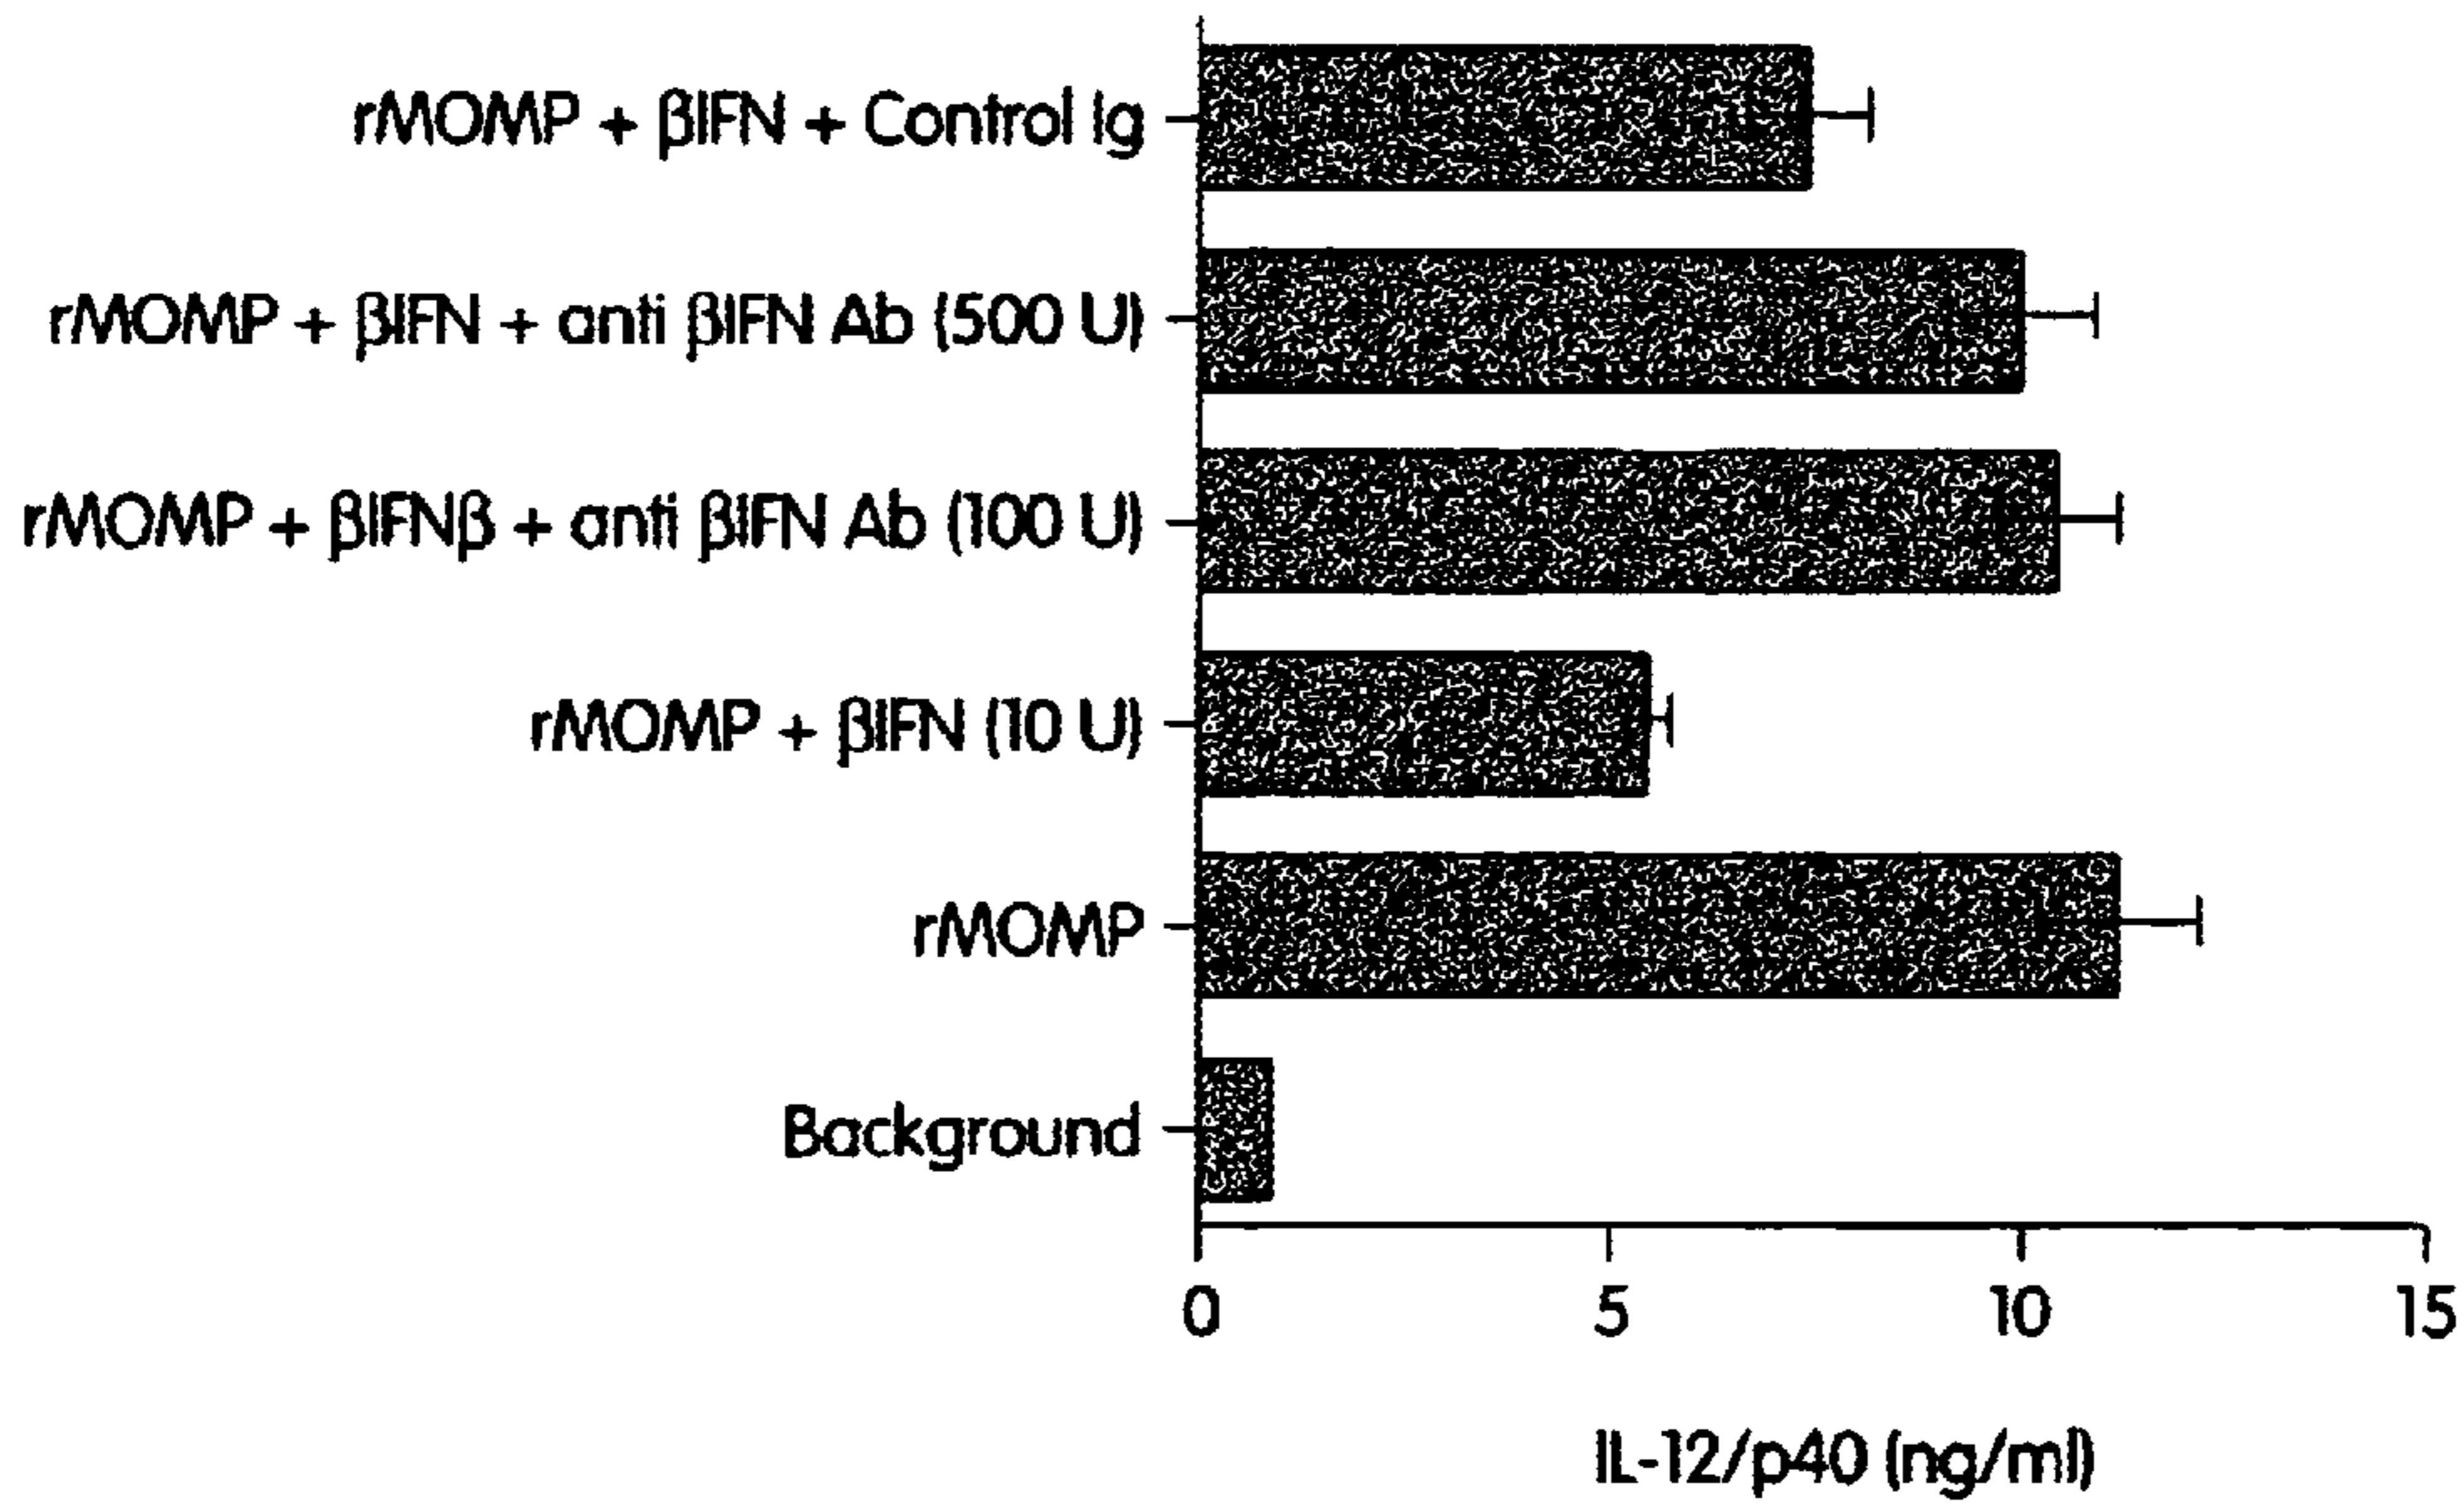 rMOMP + βIFN + Control Ig
rMOMP + βIFN + anti βIFN Ab (500 U)
rMOMP + βIFNβ + anti βIFN Ab (100 U)
rMOMP + βIFN (10 U)
rMOMP
Background
0 5 10 15
IL-12/p40 (ng/ml)